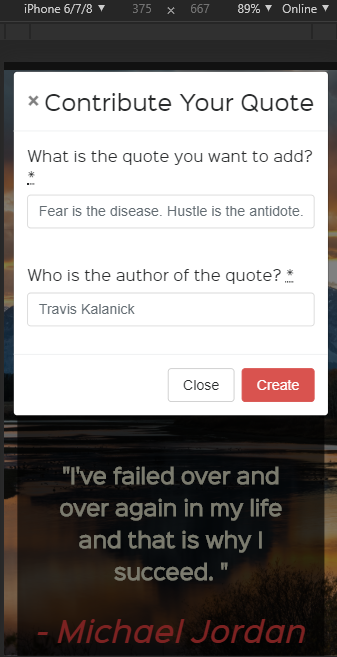 iPhone 6/7/8 ▼ 375 × 667 89% ▼ Online ▼
× Contribute Your Quote
What is the quote you want to add?
*
Fear is the disease. Hustle is the antidote.
Who is the author of the quote? *
Travis Kalanick
Close Create
"I've failed over and
over again in my life
and that is why I
succeed. "
- Michael Jordan